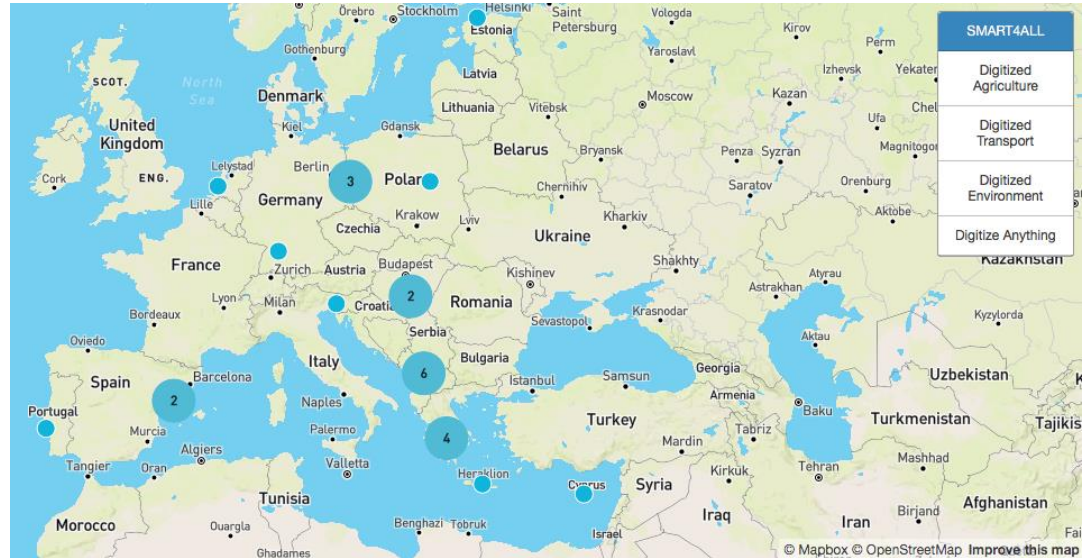 Örebro
Stockholm
Helsinki
Saint
Petersburg
Vologda
Kirov
Perm
SMART4ALL
Estonia
Gothenburg
Yaroslavl
Izhevsk
Yekater
Digitized
Agriculture
SCOT.
North
Sea
Latvia
Moscow
Kazan
Chel
Denmark
Lithuania
Vitebsk
Ufa
Digitized
Transport
United
Kingdom
Kiel
Gdansk
Belarus
Bryansk
Penza
Syzran
Magnitogor
Cork
ENG.
Lelystad
Berlin
3
Polan
Chernihiv
Saratov
Orenburg
Digitized
Environment
Lille
Germany
Krakow
Lviv
Kharkiv
Aktobe
Czechia
Ukraine
Digitize Anything
France
Zurich
Austria
Budapest
Kishinev
Shakhty
Atyrau
Kazakhstan
Lyon
Milan
Croatia
2
Romania
Astrakhan
Bordeaux
Sevastopol
Krasnodar
Kyzylorda
Oviedo
Serbia
Aktau
Italy
6
Bulgaria
Georgia
Uzbekistan
Spain
Barcelona
Istanbul
Samsun
Armenia
2
Naples
Baku
Turkmenistan
Portugal
Palermo
4
Turkey
Tabriz
Tajikis
Murcia
Algiers
Mardin
Tangier
Oran
Valletta
Heraklion
Cyprus
Kirkuk
Tehran
Mashhad
Tunisia
Syria
Afghanistan
Morocco
Ouargla
Benghazi
Tobruk
Iraq
Iran
Birjand
Ghadames
Israel
© Mapbox © OpenStreetMap Improve this map